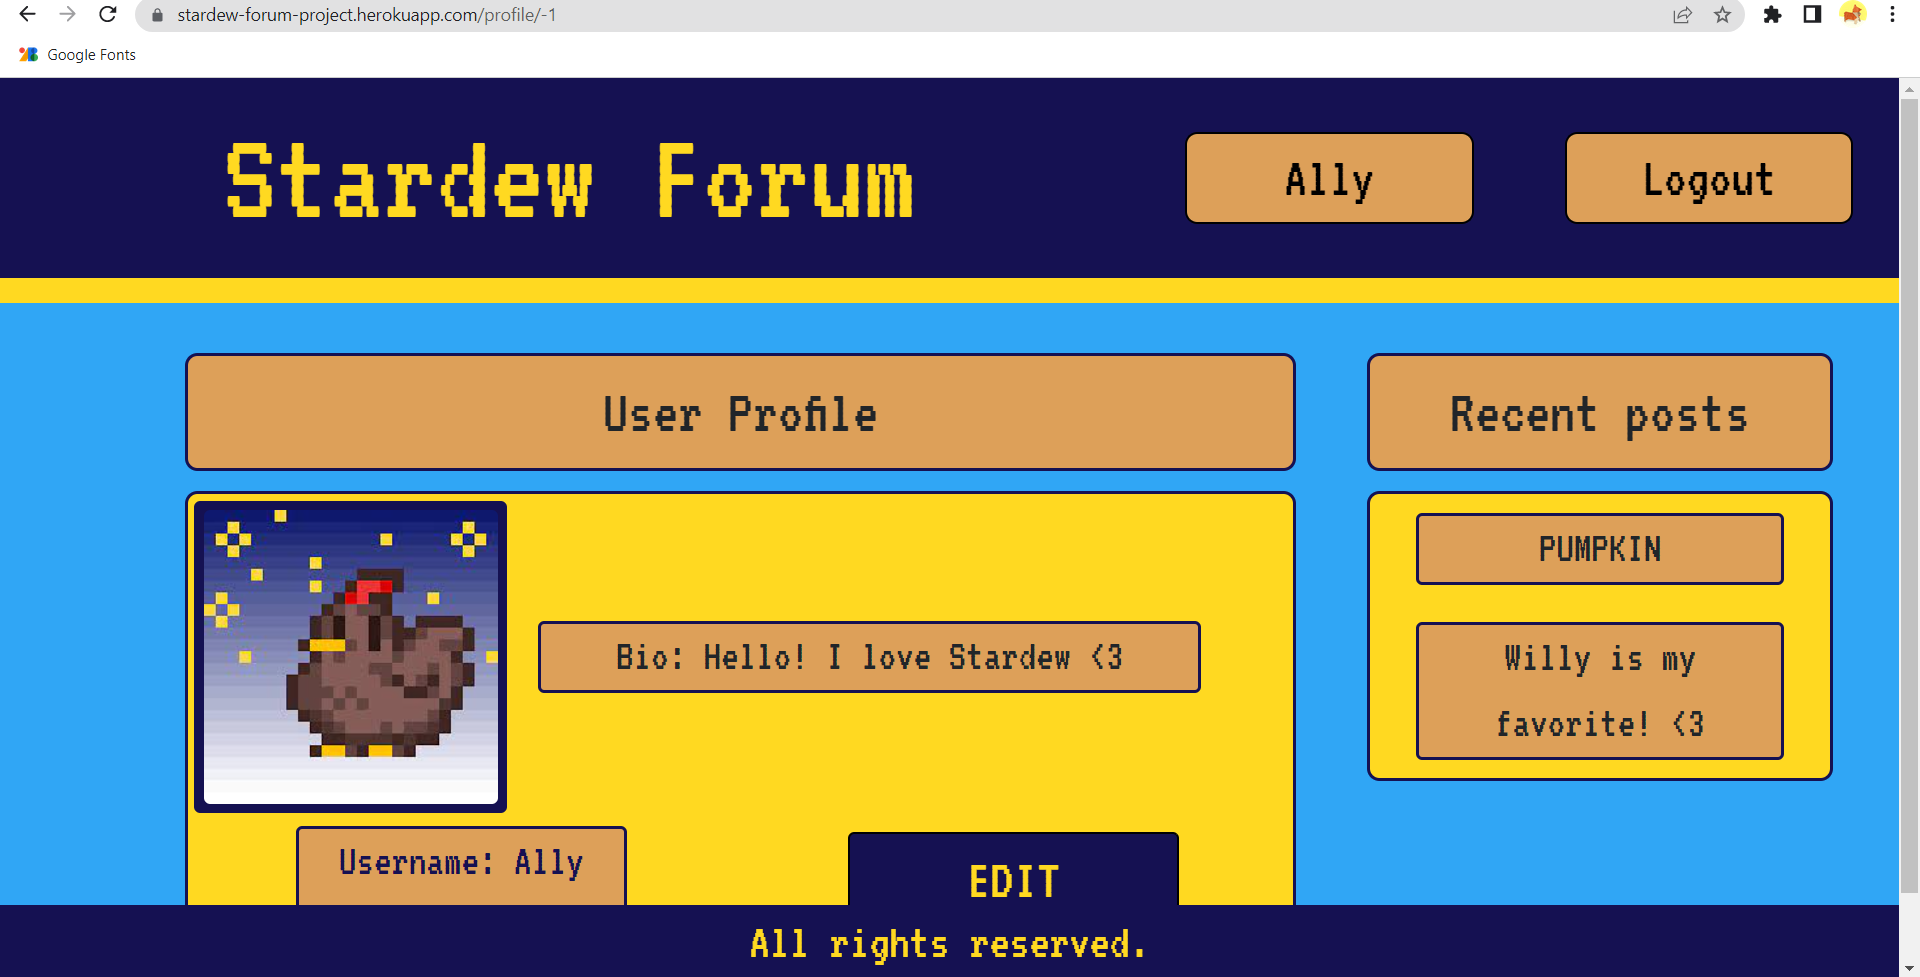 stardew-forum-project.herokuapp.com/profile/-1
Google Fonts
Stardew Forum
Ally
Logout
User Profile
Recent posts
Bio: Hello! I love Stardew <3
Username: Ally
EDIT
PUMPKIN
Willy is my
favorite! <3
All rights reserved.